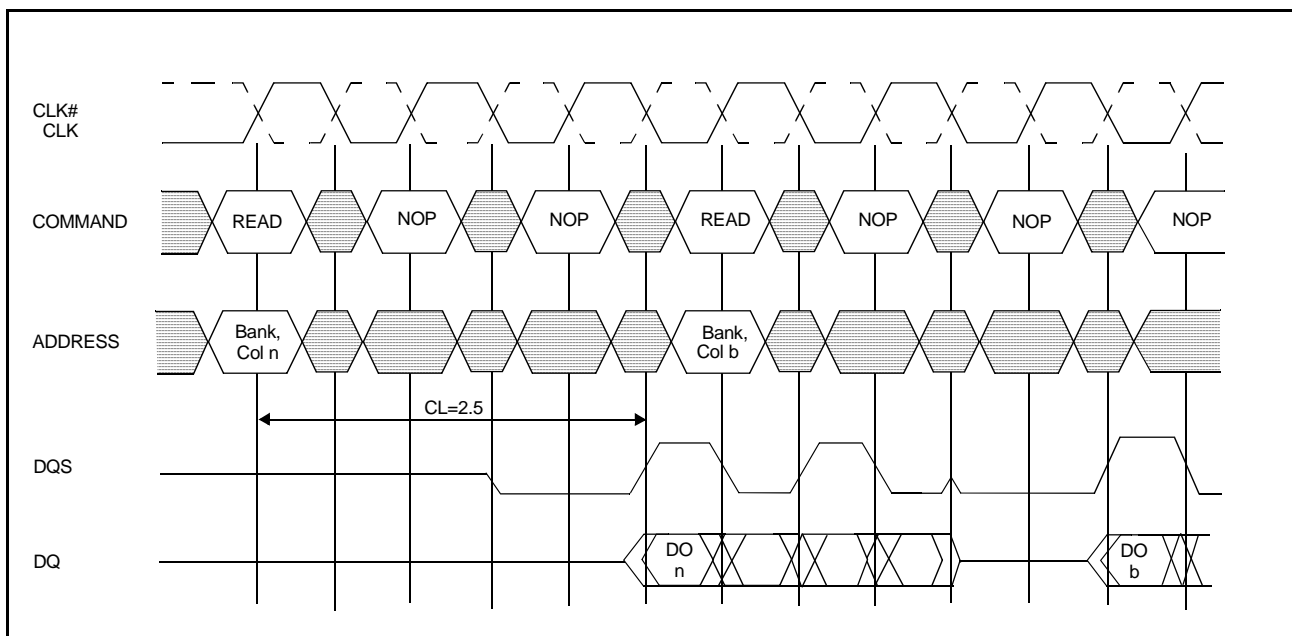 CLK#
CLK
COMMAND
READ
NOP
NOP
READ
NOP
NOP
NOP
ADDRESS
Bank,
Col n
Bank,
Col b
CL=2.5
DQS
DQ
DO
n
DO
b